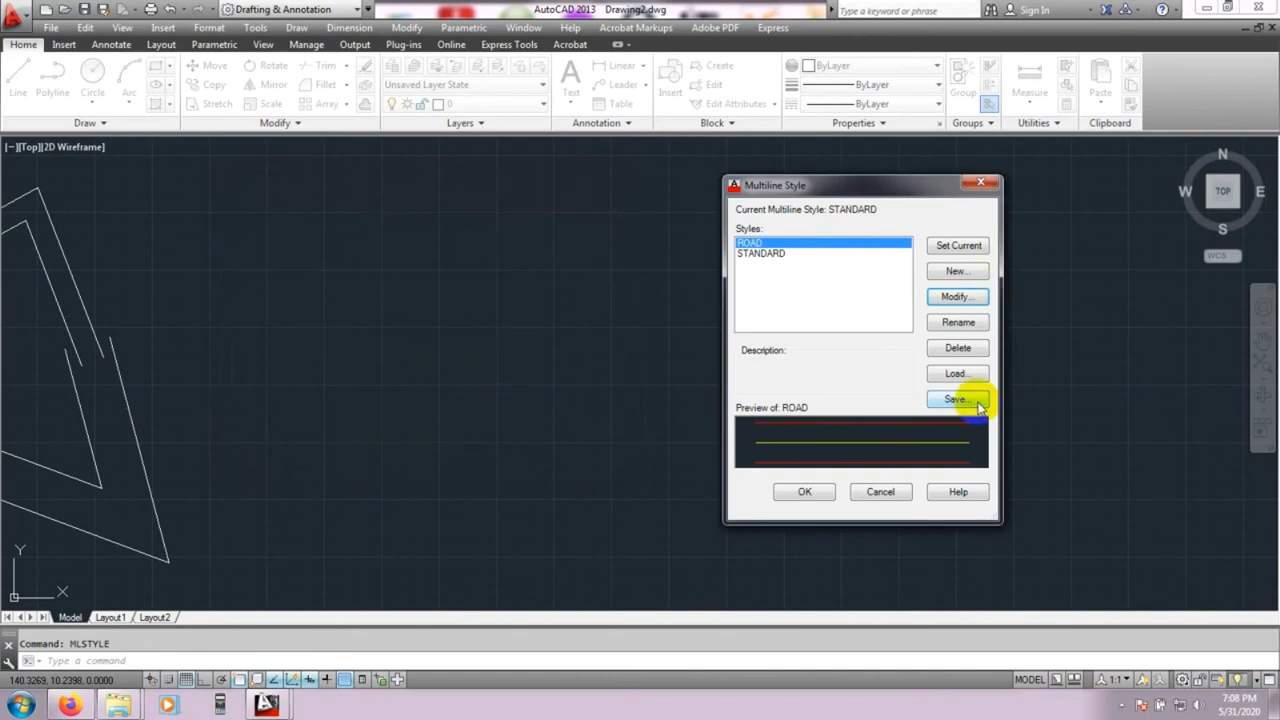 Drafting & Annotation
AutoCAD 2013 Drawing2.dwg
Type a keyword or phrase
Sign In
File Edit View Insert Format Tools Draw Dimension Modify Parametric Window Help Acrobat Markups Adobe PDF Express
Home Insert Annotate Layout Parametric View Manage Output Plug-ins Online Express Tools Acrobat
Move Rotate Trim Linear Create ByLayer
Copy Mirror Fillet Unsaved Layer State Leader Edit ByLayer
Stretch Scale Array 0 Table Edit Attributes ByLayer
Line Polyline Circle Arc Text Insert Group Measure Paste
Draw Modify Layers Annotation Block Properties Groups Utilities Clipboard
[−][Top][2D Wireframe]
N
W TOP E
S
WCS
Multiline Style
Current Multiline Style: STANDARD
Styles:
ROAD
STANDARD
Set Current
New...
Modify...
Rename
Delete
Load...
Save...
Description:
Preview of: ROAD
OK Cancel Help
Y
X
Model Layout1 Layout2
Command: MLSTYLE
Type a command
140.3269, 10.2398, 0.0000
MODEL
1:1
7:08 PM
5/31/2020